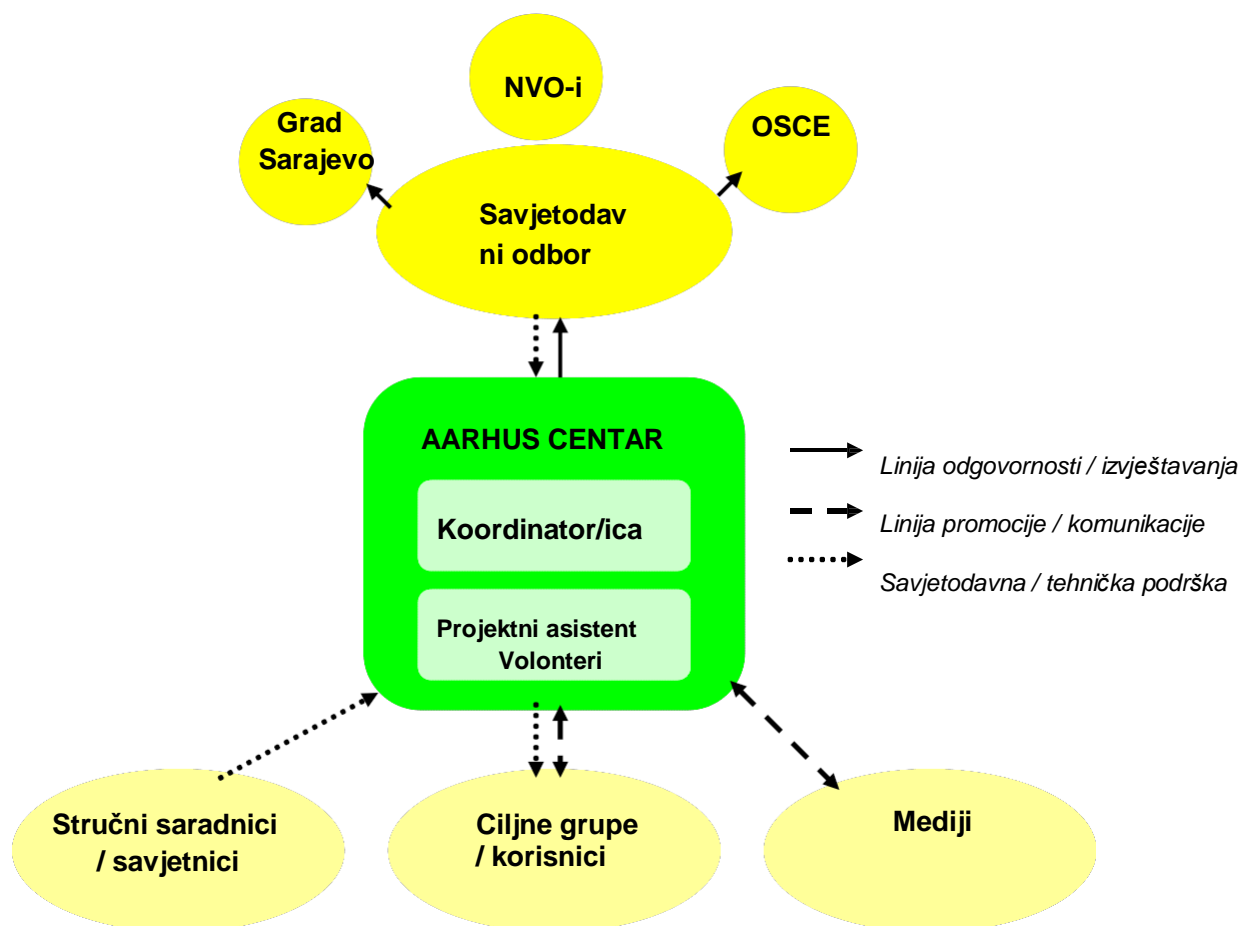 NVO-i
Grad
Sarajevo
OSCE
Savjetodav
ni odbor
AARHUS CENTAR
Koordinator/ica
Projektni asistent
Volonteri
Linija odgovornosti / izvještavanja
Linija promocije / komunikacije
Savjetodavna / tehnička podrška
Stručni saradnici
/ savjetnici
Ciljne grupe
/ korisnici
Mediji